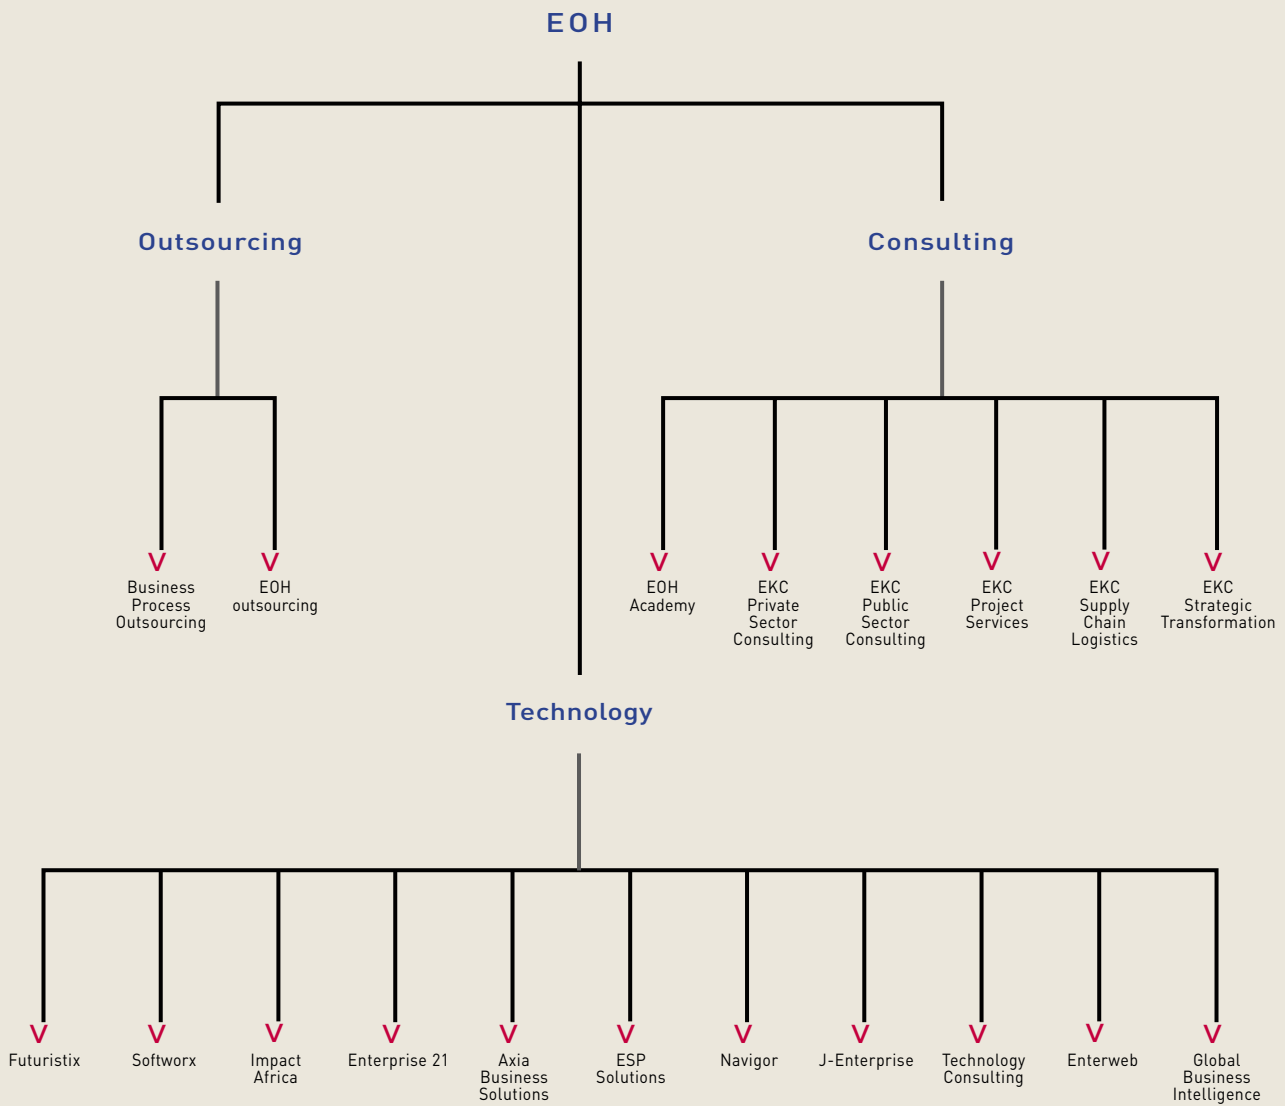 EOH
Outsourcing
Consulting
Business
Process
Outsourcing
EOH
outsourcing
EOH
Academy
EKC
Private
Sector
Consulting
EKC
Public
Sector
Consulting
EKC
Project
Services
EKC
Supply
Chain
Logistics
EKC
Strategic
Transformation
Technology
Futuristix
Softworx
Impact
Africa
Enterprise 21
Axia
Business
Solutions
ESP
Solutions
Navigor
J-Enterprise
Technology
Consulting
Enterweb
Global
Business
Intelligence